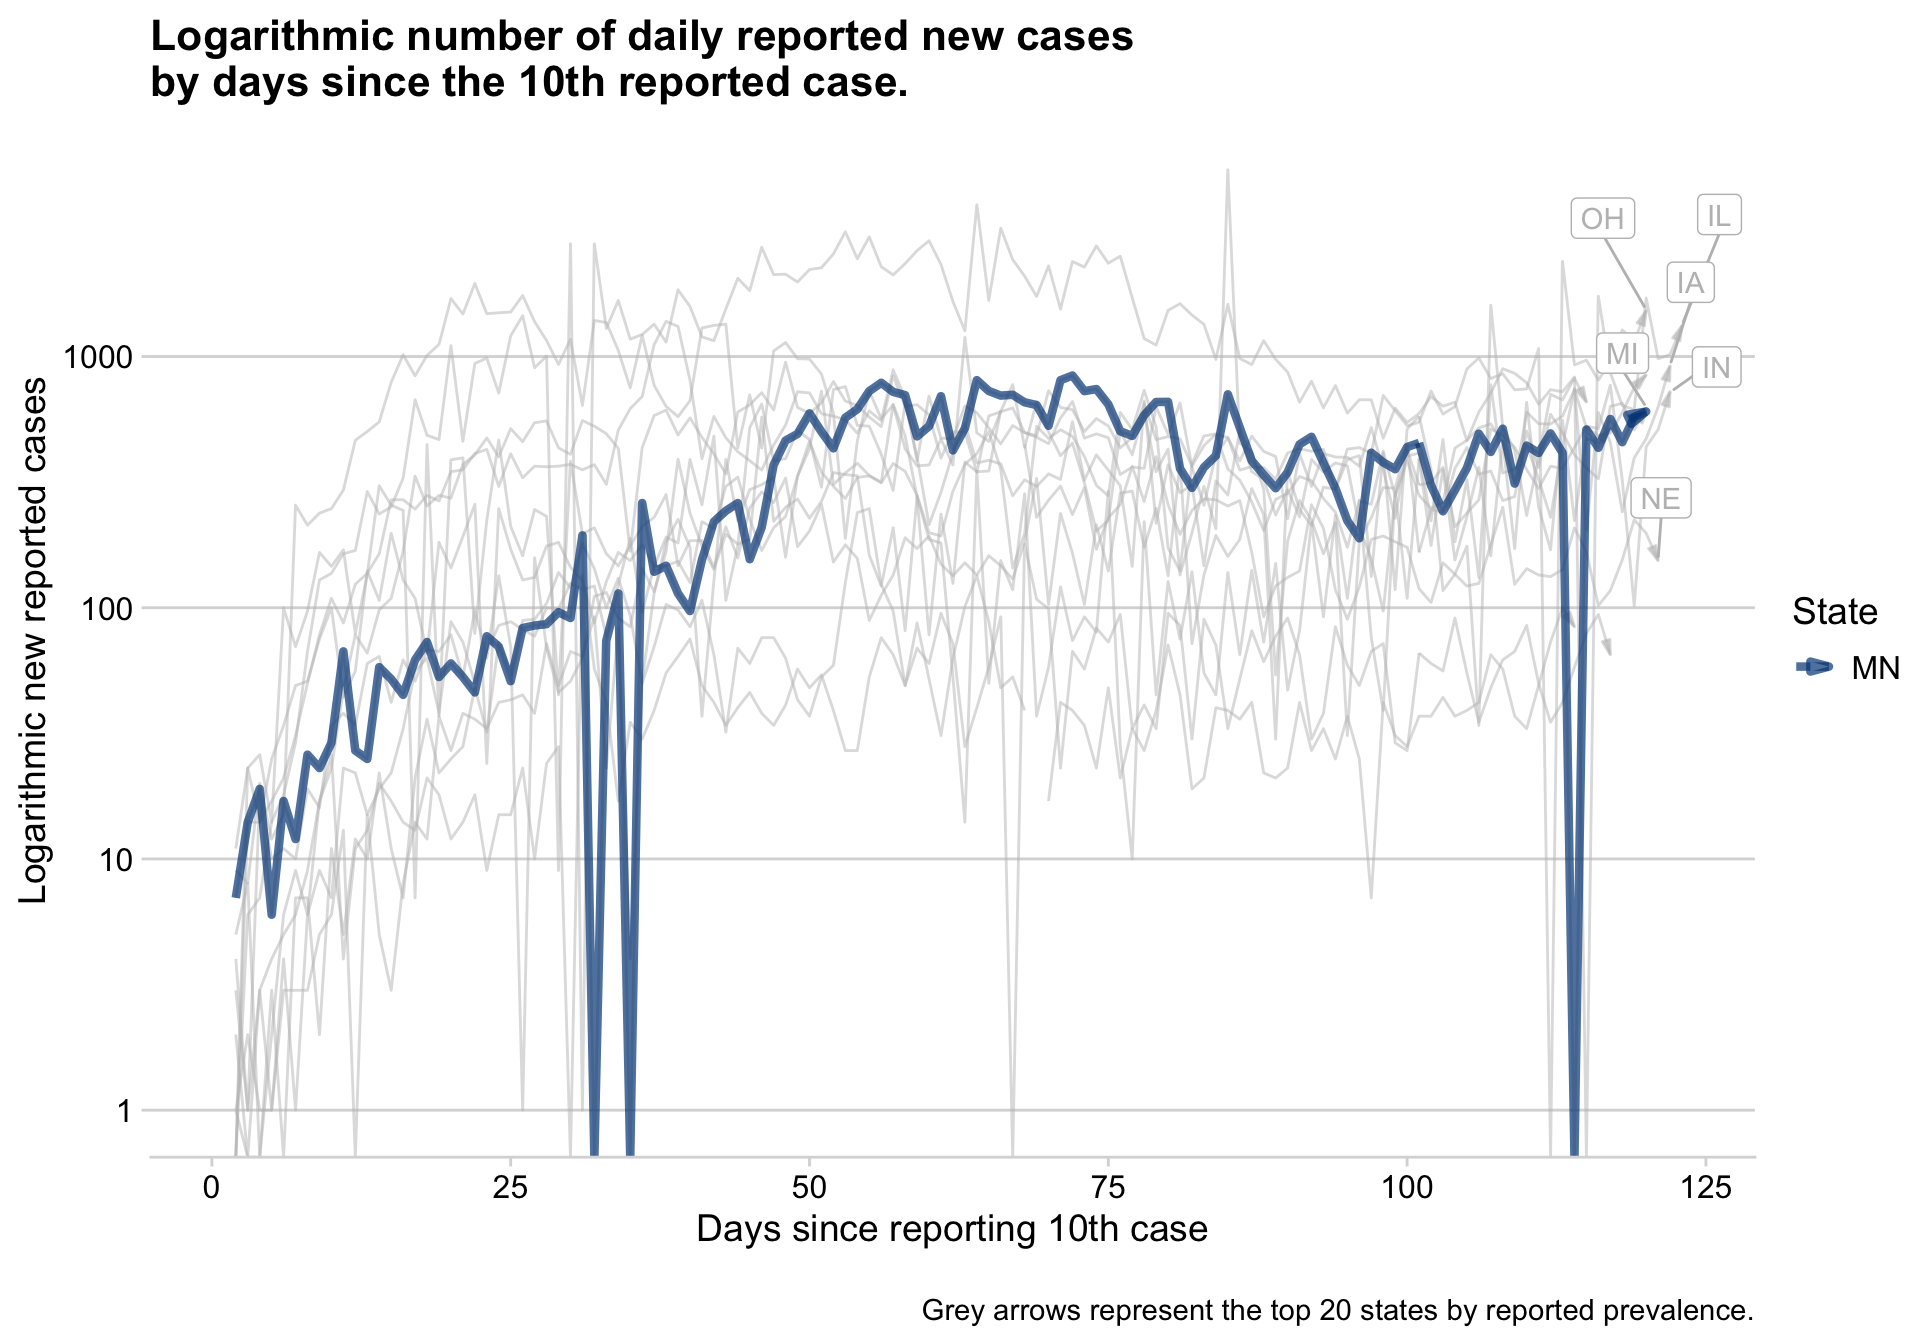 Logarithmic number of daily reported new cases
by days since the 10th reported case.
Logarithmic new reported cases
1000
100
10
1
OH
IL
IA
MI
IN
NE
State
MN
0
25
50
75
100
125
Days since reporting 10th case
Grey arrows represent the top 20 states by reported prevalence.